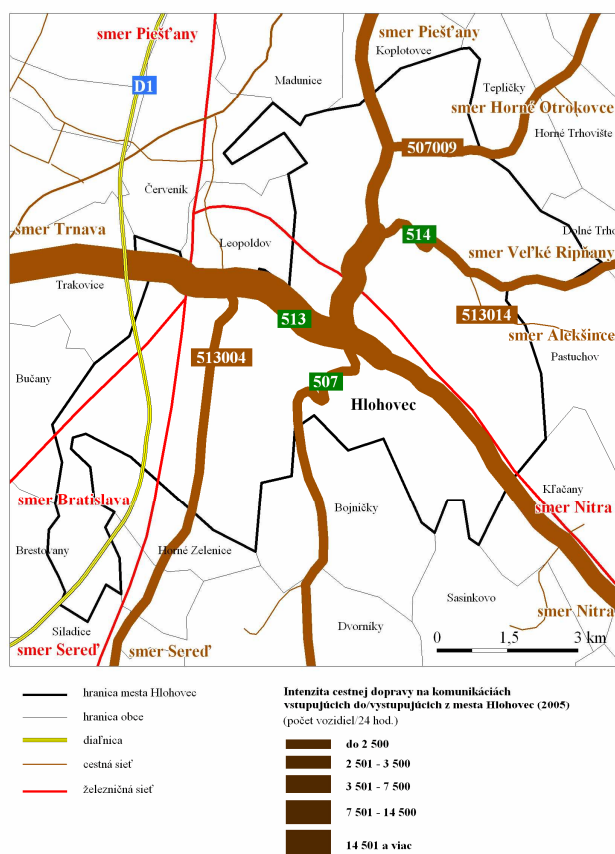 smer Piešťany
smer Piešťany
Koplotovce
Madunice
Tepličky
D1
smer Horné Otrokovce
Horné Trhovište
507009
Červeník
smer Trnava
Leopoldov
514
Dolné Trho
smer Veľké Ripňany
Trakovice
513
513014
smer Alekšince
513004
Pastuchov
Bučany
507
Hlohovec
smer Bratislava
Bojničky
Kľačany
smer Nitra
Brestovany
Horné Zelenice
Sasinkovo
smer Nitra
Siladice
Dvorníky
smer Sereď
smer Sereď
0 1,5 3 km
hranica mesta Hlohovec
hranica obce
diaľnica
cestná sieť
železničná sieť
Intenzita cestnej dopravy na komunikáciách
vstupujúcich do/vystupujúcich z mesta Hlohovec (2005)
(počet vozidiel/24 hod.)
do 2 500
2 501 - 3 500
3 501 - 7 500
7 501 - 14 500
14 501 a viac